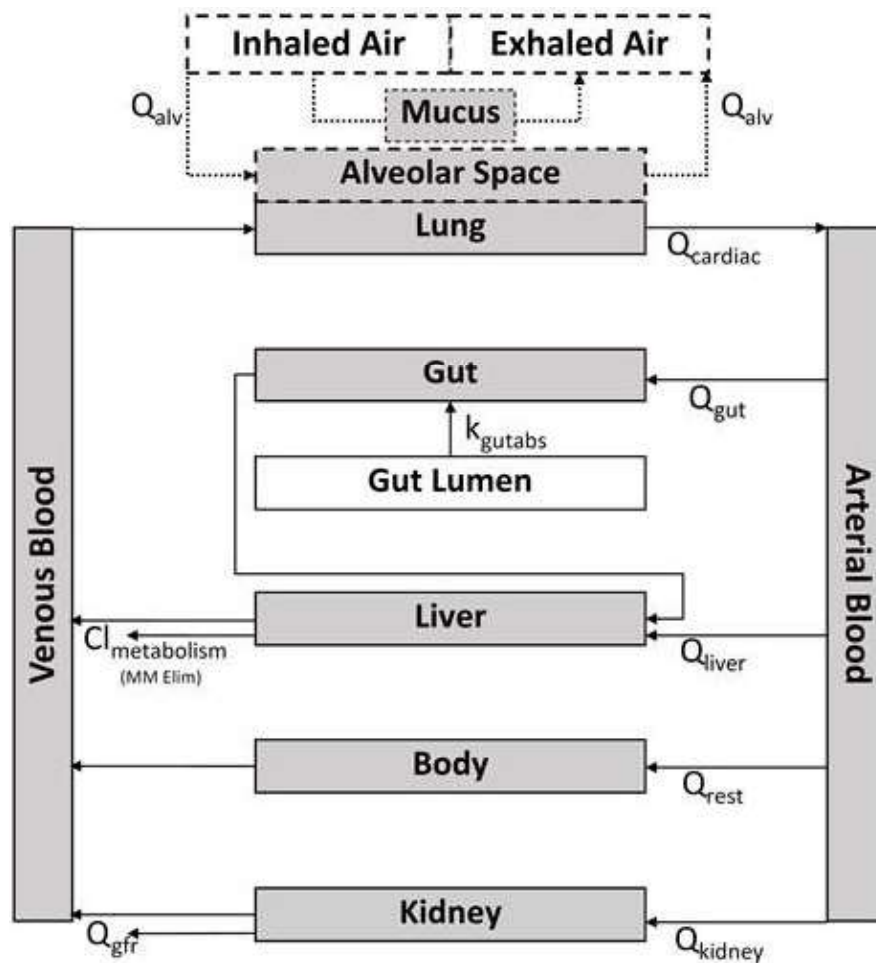 Inhaled Air
Exhaled Air
Q_alv
Mucus
Q_alv
Alveolar Space
Lung
Q_cardiac
Gut
Q_gut
k_gutabs
Gut Lumen
Venous Blood
Arterial Blood
Liver
Cl_metabolism
(MM Elim)
Q_liver
Body
Q_rest
Kidney
Q_gfr
Q_kidney